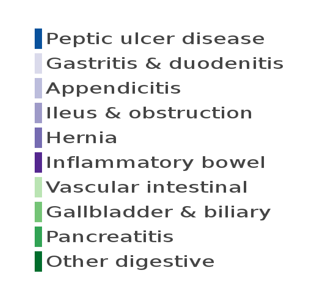 Peptic ulcer disease
Gastritis & duodenitis
Appendicitis
Ileus & obstruction
Hernia
Inflammatory bowel
Vascular intestinal
Gallbladder & biliary
Pancreatitis
Other digestive